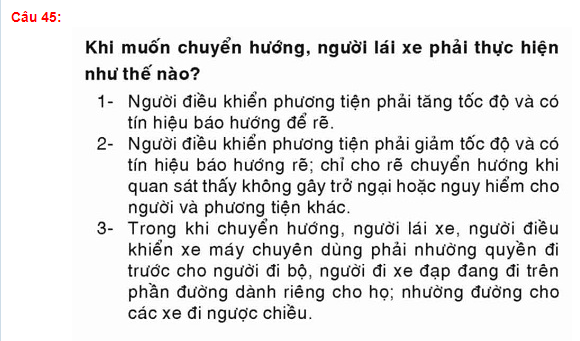 Câu 45:
Khi muốn chuyển hướng, người lái xe phải thực hiện
như thế nào?
1- Người điều khiển phương tiện phải tăng tốc độ và có
tín hiệu báo hướng để rẽ.
2- Người điều khiển phương tiện phải giảm tốc độ và có
tín hiệu báo hướng rẽ; chỉ cho rẽ chuyển hướng khi
quan sát thấy không gây trở ngại hoặc nguy hiểm cho
người và phương tiện khác.
3- Trong khi chuyển hướng, người lái xe, người điều
khiển xe máy chuyên dùng phải nhường quyền đi
trước cho người đi bộ, người đi xe đạp đang đi trên
phần đường dành riêng cho họ; nhường đường cho
các xe đi ngược chiều.